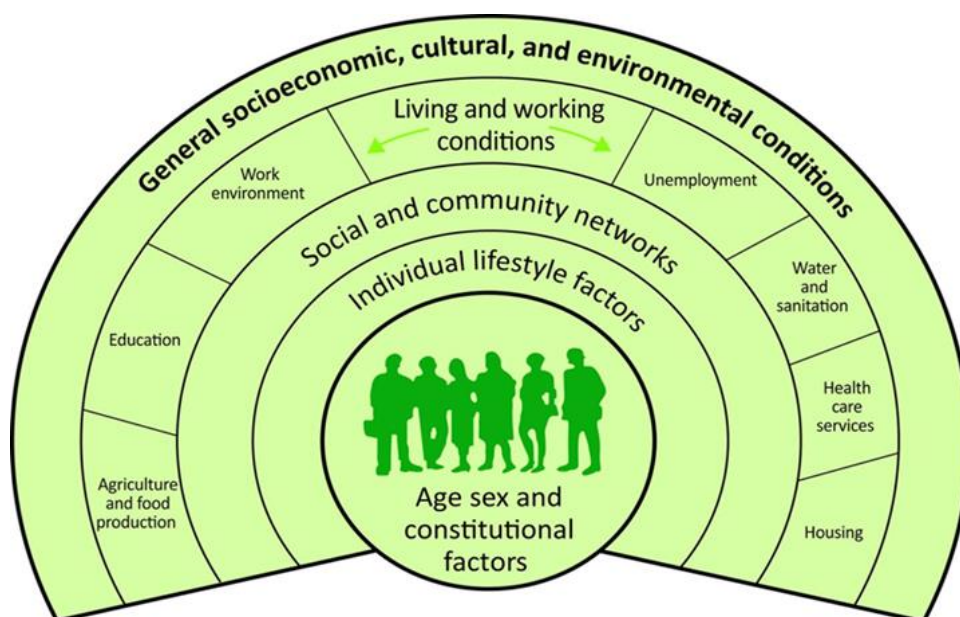 General socioeconomic, cultural, and environmental conditions
Living and working
conditions
Work
environment
Unemployment
Social and community networks
Individual lifestyle factors
Water
and
sanitation
Education
Health
care
services
Agriculture
and food
production
Housing
Age sex and
constitutional
factors